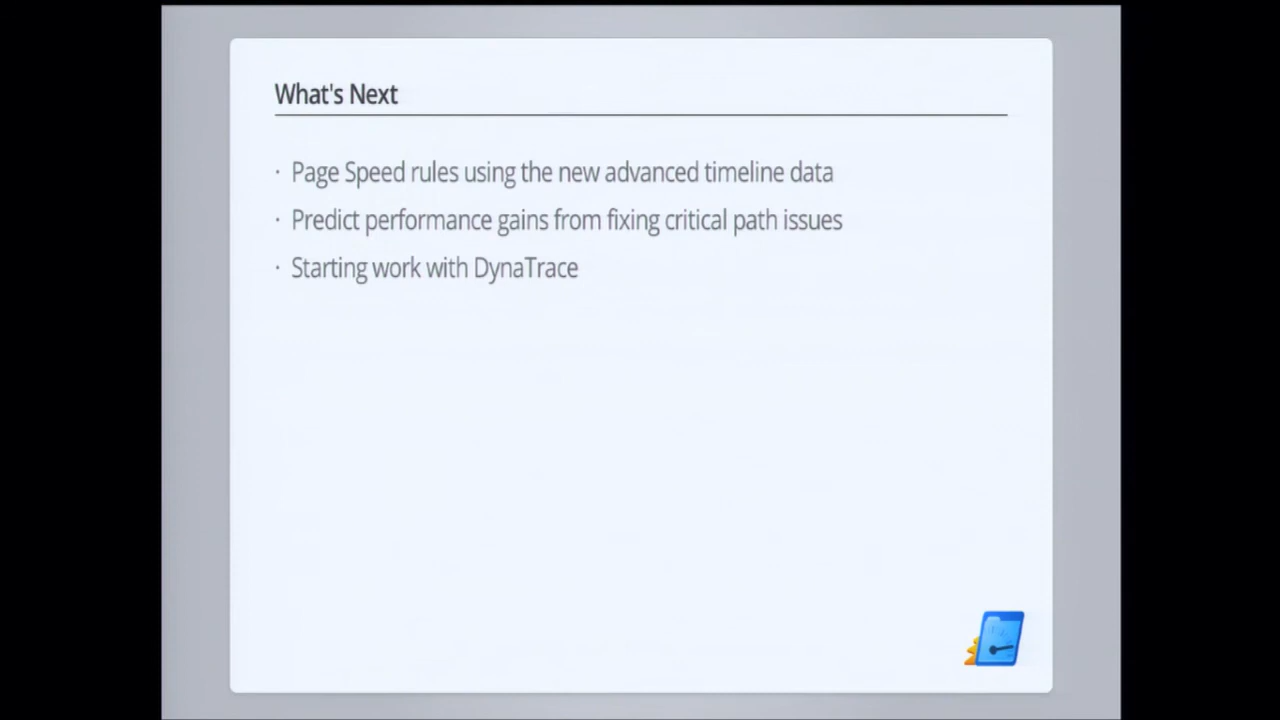 What's Next
· Page Speed rules using the new advanced timeline data
· Predict performance gains from fixing critical path issues
· Starting work with DynaTrace